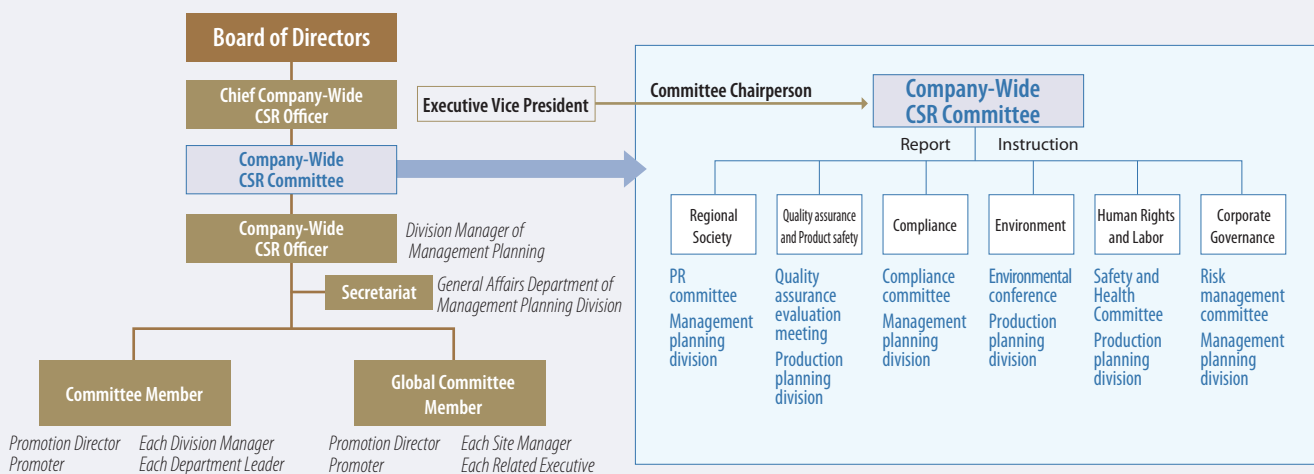 Board of Directors
Chief Company-Wide
CSR Officer
Company-Wide
CSR Committee
Company-Wide
CSR Officer
Division Manager of
Management Planning
Secretariat
General Affairs Department of
Management Planning Division
Committee Member
Promotion Director
Each Division Manager
Promoter
Each Department Leader
Global Committee
Member
Promotion Director
Each Site Manager
Promoter
Each Related Executive
Executive Vice President
Committee Chairperson
Company-Wide
CSR Committee
Report
Instruction
Regional
Society
PR
committee
Management
planning
division
Quality assurance
and Product safety
Quality
assurance
evaluation
meeting
Production
planning
division
Compliance
Compliance
committee
Management
planning
division
Environment
Environmental
conference
Production
planning
division
Human Rights
and Labor
Safety and
Health
Committee
Production
planning
division
Corporate
Governance
Risk
management
committee
Management
planning
division